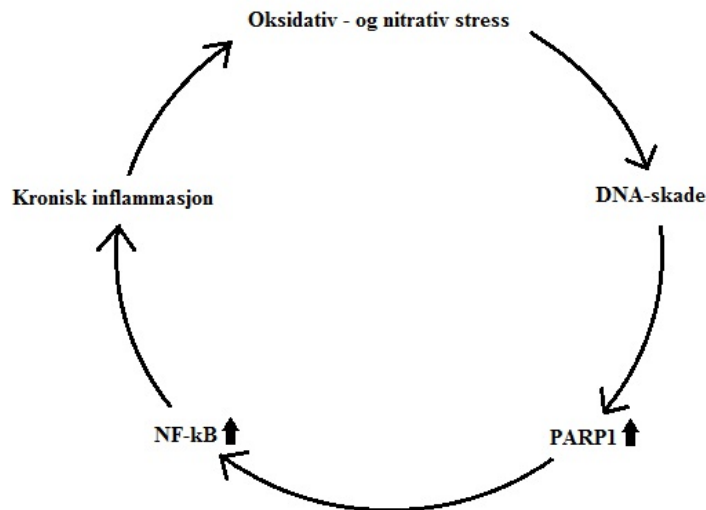 Oksidativ - og nitrativ stress
DNA-skade
PARP1
NF-kB
Kronisk inflammasjon